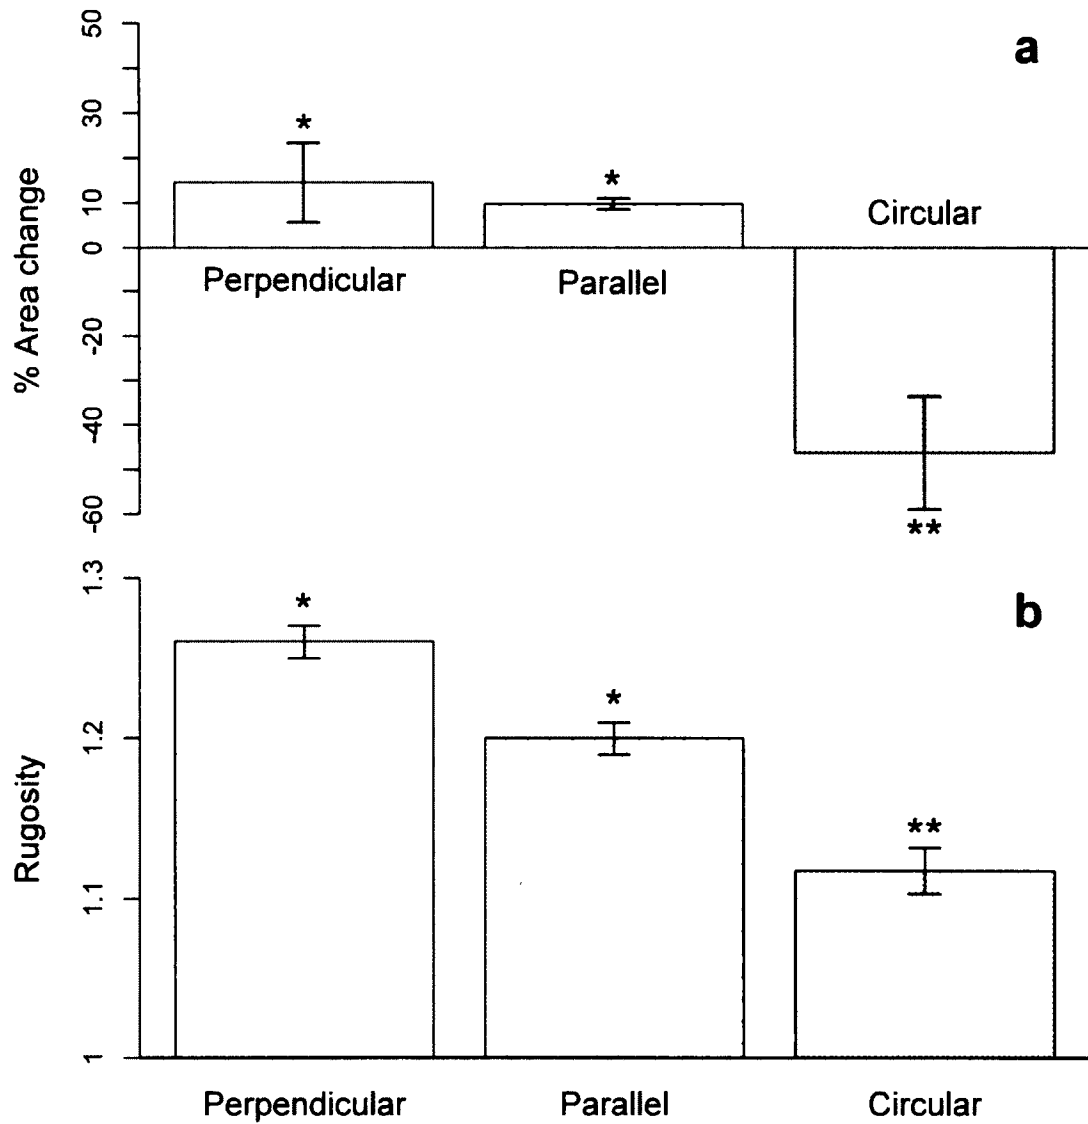 a
% Area change
50
30
10
0
-20
-40
-60
*
*
Circular
Perpendicular
Parallel
**
b
Rugosity
1.3
1.2
1.1
1
*
*
**
Perpendicular
Parallel
Circular